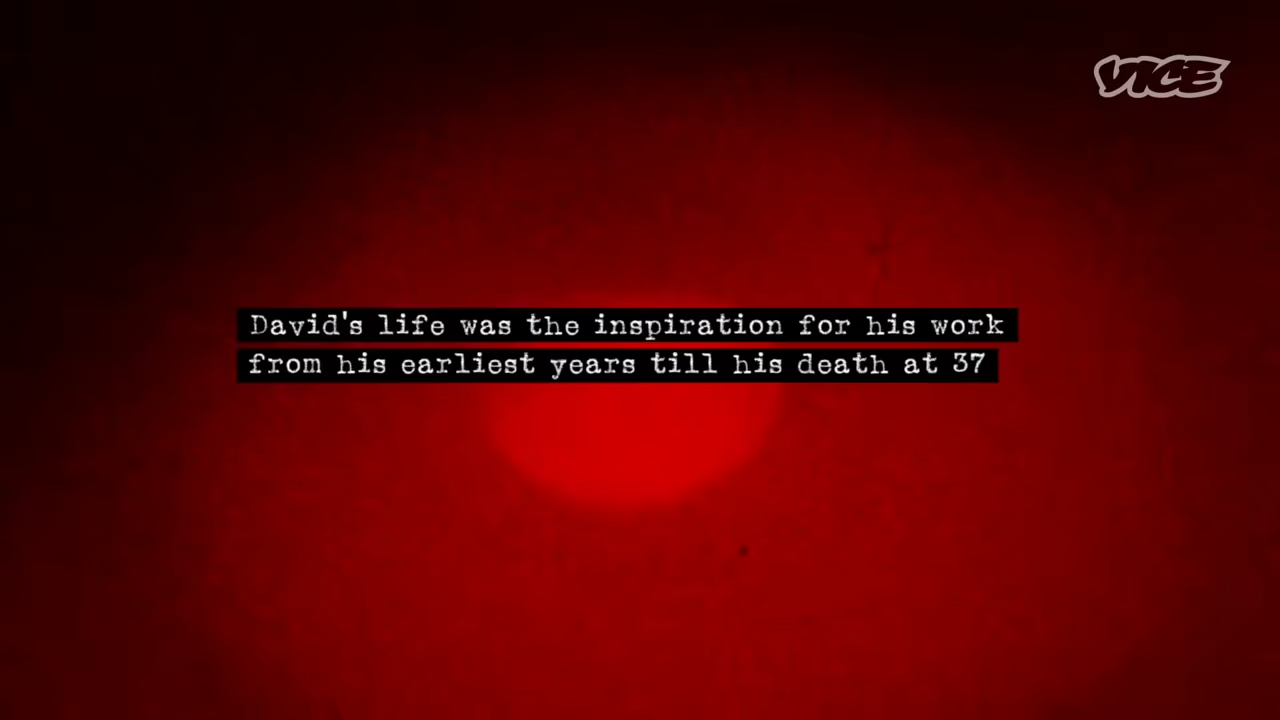 VICE
David's life was the inspiration for his work
from his earliest years till his death at 37